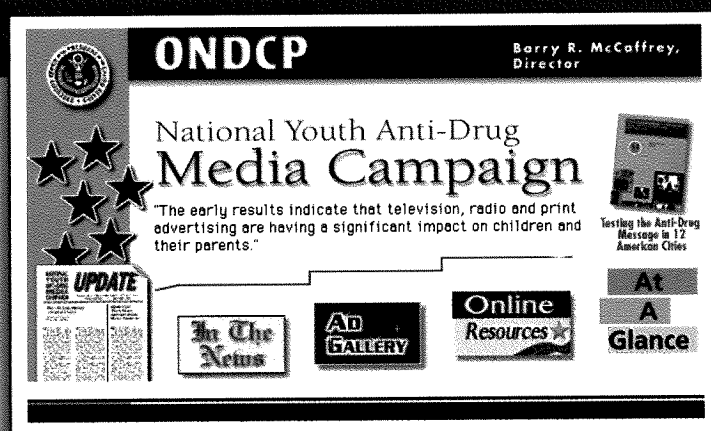 ONDCP
Barry R. McCaffrey,
Director
National Youth Anti-Drug
Media Campaign
"The early results indicate that television, radio and print
advertising are having a significant impact on children and
their parents."
Testing the Anti-Drug
Message in 12
American Cities
UPDATE
In The
News
AD
GALLERY
Online
Resources
At
A
Glance